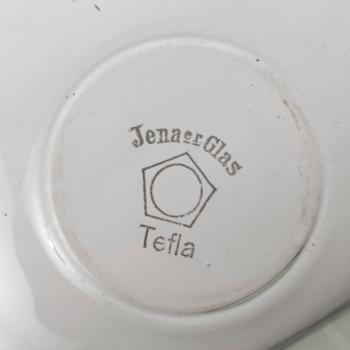 Jenaer Glas
Tefla